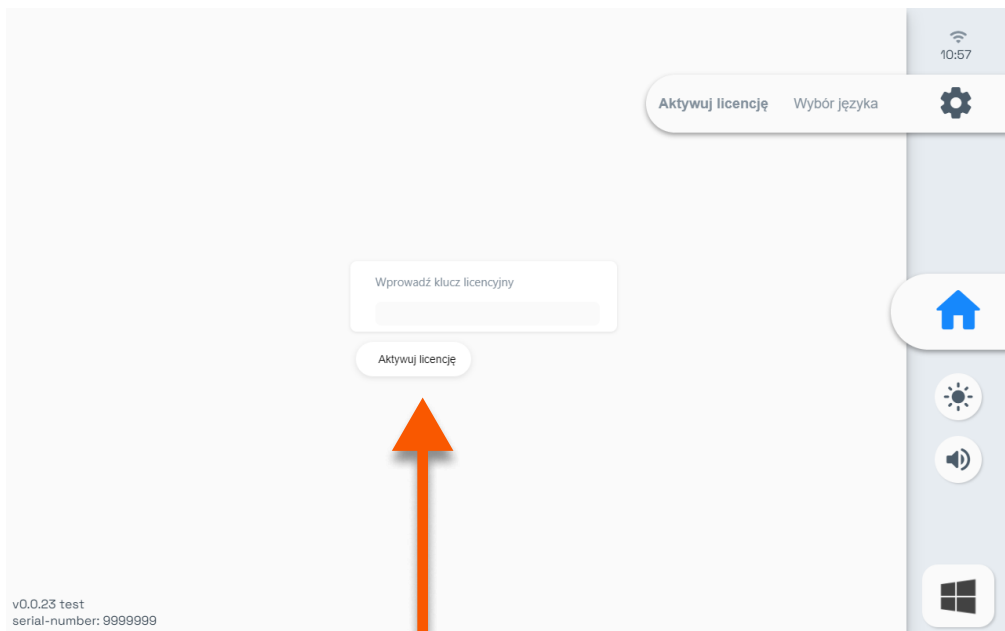 10:57
Aktywuj licencję Wybór języka
Wprowadź klucz licencyjny
Aktywuj licencję
v0.0.23 test
serial-number: 9999999